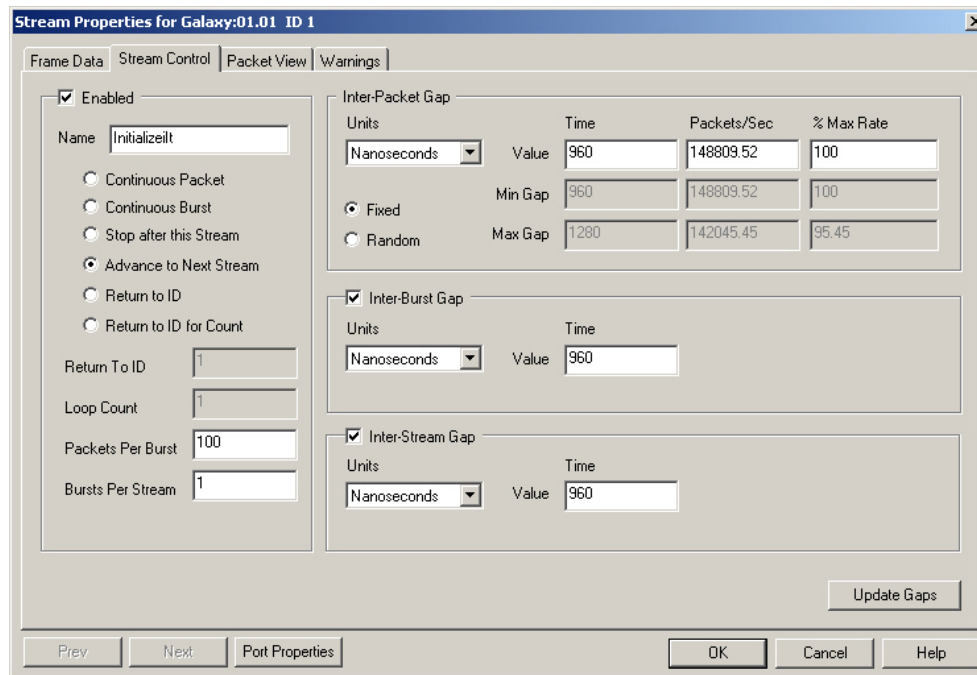 Stream Properties for Galaxy:01.01 ID 1
Frame Data Stream Control Packet View Warnings
Enabled
Name InitializeIt
Continuous Packet
Continuous Burst
Stop after this Stream
Advance to Next Stream
Return to ID
Return to ID for Count
Return To ID 1
Loop Count 1
Packets Per Burst 100
Bursts Per Stream 1
Inter-Packet Gap
Units Time Packets/Sec % Max Rate
Nanoseconds Value 960 148809.52 100
Fixed Min Gap 960 148809.52 100
Random Max Gap 1280 142045.45 95.45
Inter-Burst Gap
Units Time
Nanoseconds Value 960
Inter-Stream Gap
Units Time
Nanoseconds Value 960
Update Gaps
Prev Next Port Properties OK Cancel Help